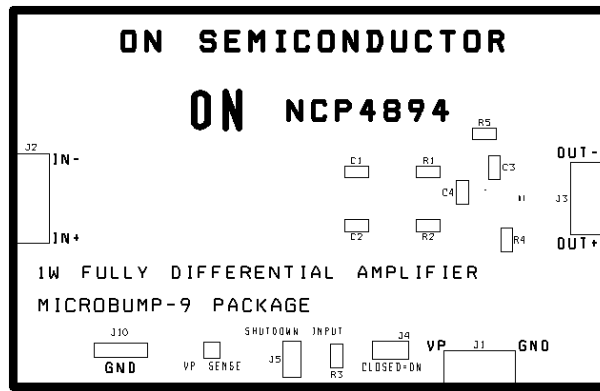 ON SEMICONDUCTOR
ON NCP4894
R5
J2
IN-
OUT-
C1
R1
C3
C4
J3
C2
R2
R4
IN+
OUT+
1W FULLY DIFFERENTIAL AMPLIFIER
MICROBUMP-9 PACKAGE
J10
GND
VP SENSE
SHUTDOWN INPUT
J5
R3
J4
CLOSED=ON
VP
J1
GND